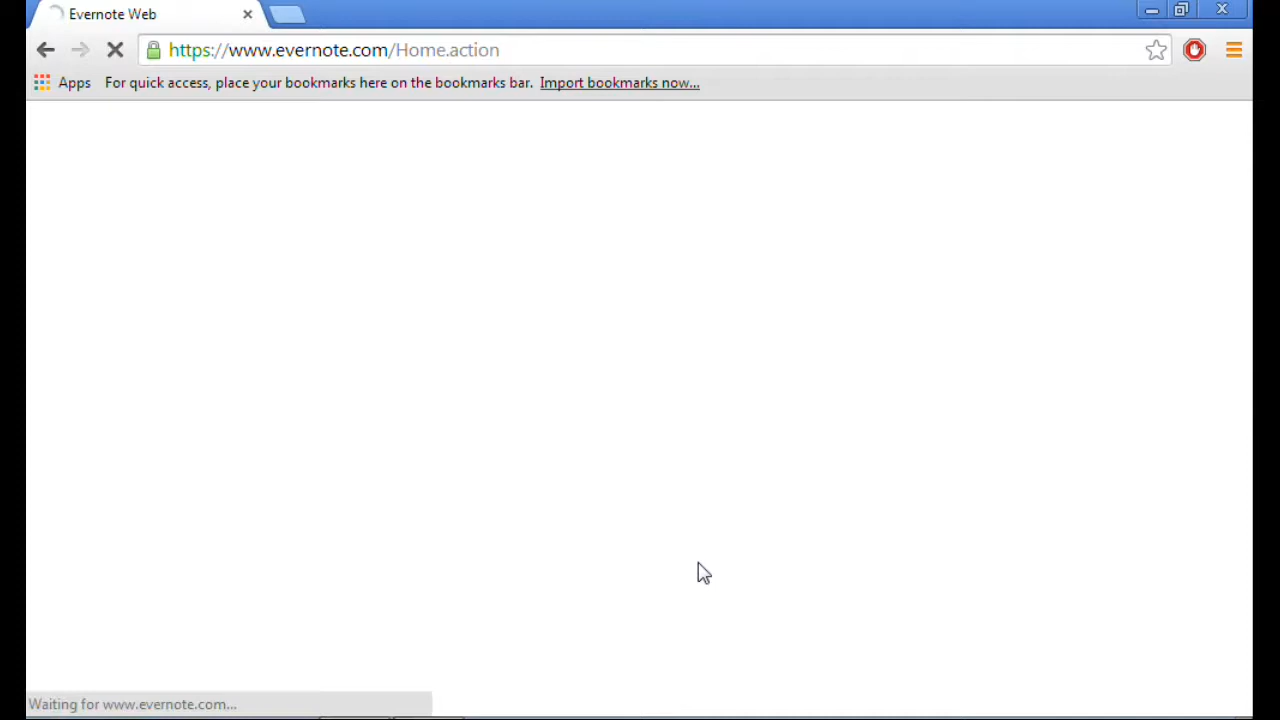 Evernote Web
https://www.evernote.com/Home.action
Apps For quick access, place your bookmarks here on the bookmarks bar. Import bookmarks now...
Waiting for www.evernote.com...